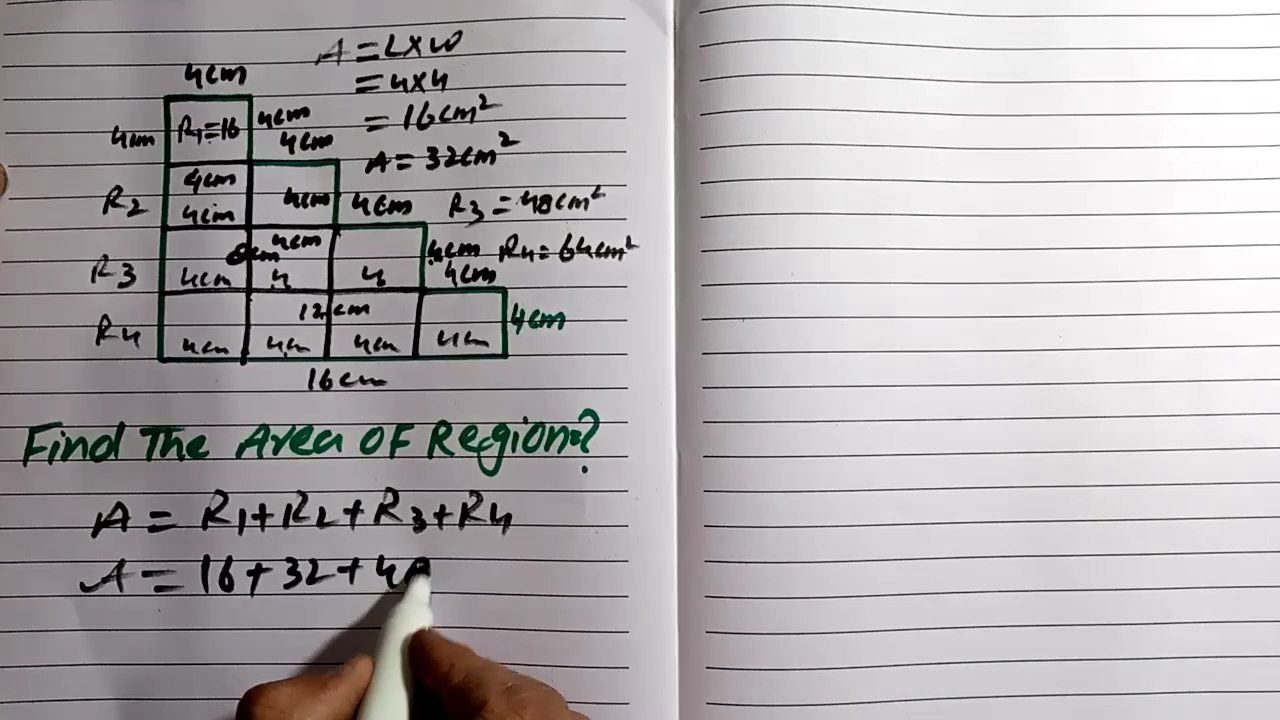 A = L×W
4cm
= 4×4
R1=16
4cm
4cm
= 16cm²
4cm
A = 32cm²
4cm
R2
4cm
4cm
4cm
R3 = 48cm²
4cm
4cm
R4 = 64cm²
R3
4cm
4
4
4cm
12cm
R4
4cm
4cm
4cm
4cm
4cm
16cm
Find The Area OF Region?
A = R1+R2+R3+R4
A = 16+32+48